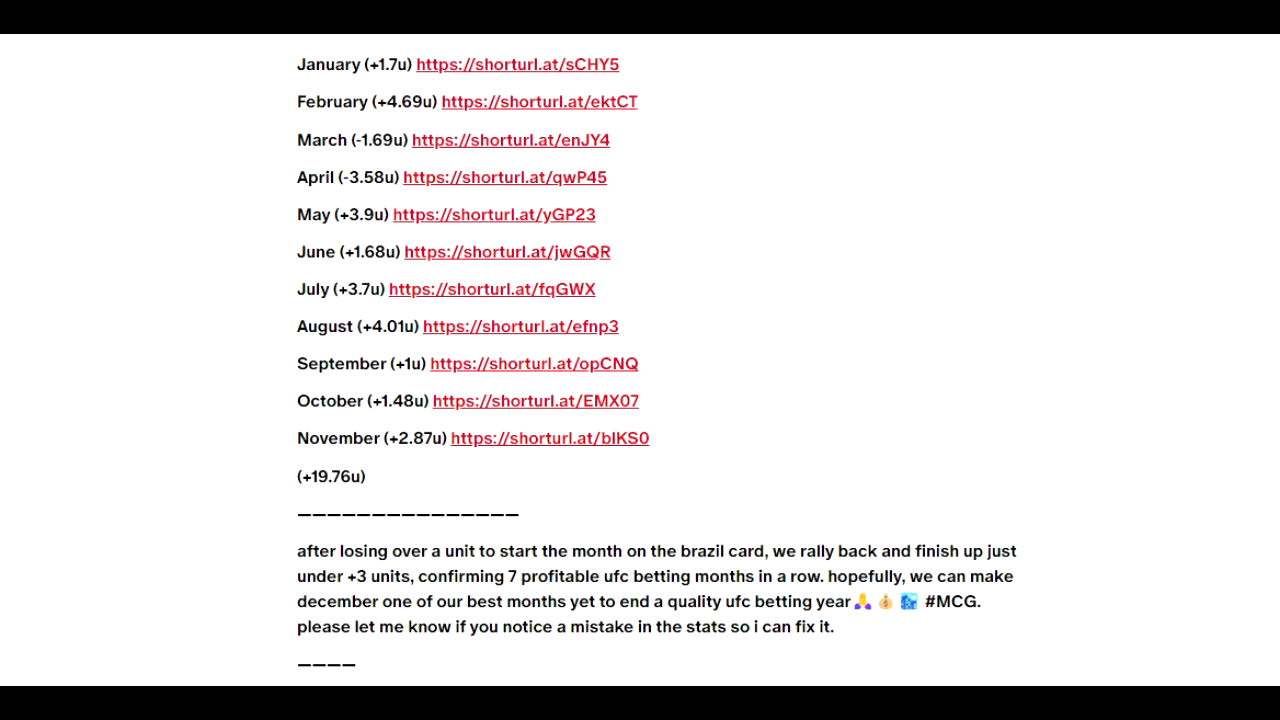 January (+1.7u) https://shorturl.at/sCHY5
February (+4.69u) https://shorturl.at/ektCT
March (-1.69u) https://shorturl.at/enJY4
April (-3.58u) https://shorturl.at/qwP45
May (+3.9u) https://shorturl.at/yGP23
June (+1.68u) https://shorturl.at/jwGQR
July (+3.7u) https://shorturl.at/fqGWX
August (+4.01u) https://shorturl.at/efnp3
September (+1u) https://shorturl.at/opCNQ
October (+1.48u) https://shorturl.at/EMX07
November (+2.87u) https://shorturl.at/bIKS0
(+19.76u)
———————————————
after losing over a unit to start the month on the brazil card, we rally back and finish up just
under +3 units, confirming 7 profitable ufc betting months in a row. hopefully, we can make
december one of our best months yet to end a quality ufc betting year🙏 💰 #MCG.
please let me know if you notice a mistake in the stats so i can fix it.
————